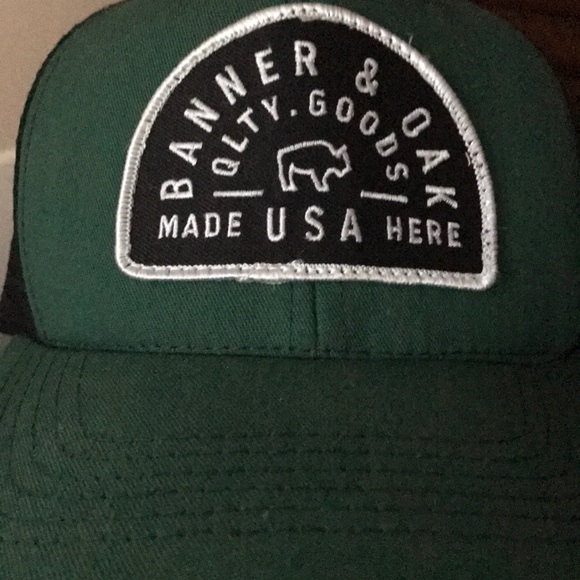 BANNER & OAK
QLTY. GOODS
MADE USA HERE